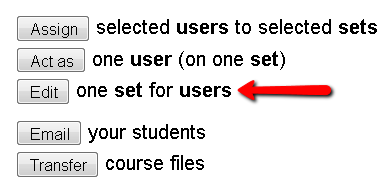 Assign selected users to selected sets
Act as one user (on one set)
Edit one set for users
Email your students
Transfer course files